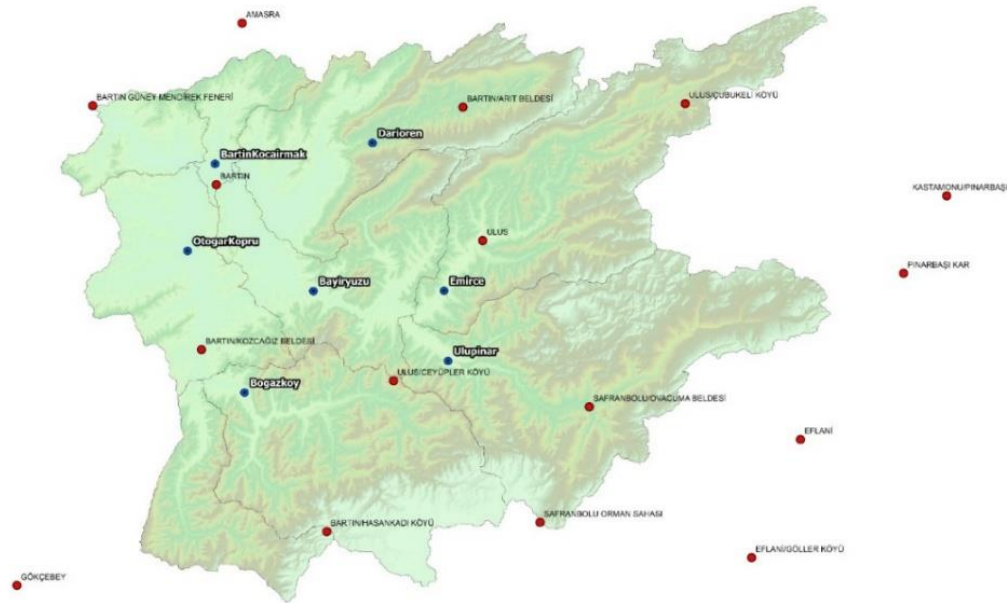 AMASRA
BARTIN GÜNEY MENDİREK FENERİ
BARTIN/ARIT BELDESİ
ULUS/ÇUBUKELİ KÖYÜ
Darioren
BartinKocairmak
BARTIN
KASTAMONU/PINARBAŞI
OtogarKopru
ULUS
PINARBAŞI KAR
Bayiryuzu
Emirce
BARTIN/KOZCAĞIZ BELDESİ
Ulupinar
ULUS/CEYÜPLER KÖYÜ
Bogazkoy
SAFRANBOLU/OVACUMA BELDESİ
EFLANİ
BARTIN/HASANKADI KÖYÜ
SAFRANBOLU ORMAN SAHASI
EFLANİ/GÖLLER KÖYÜ
GÖKÇEBEY